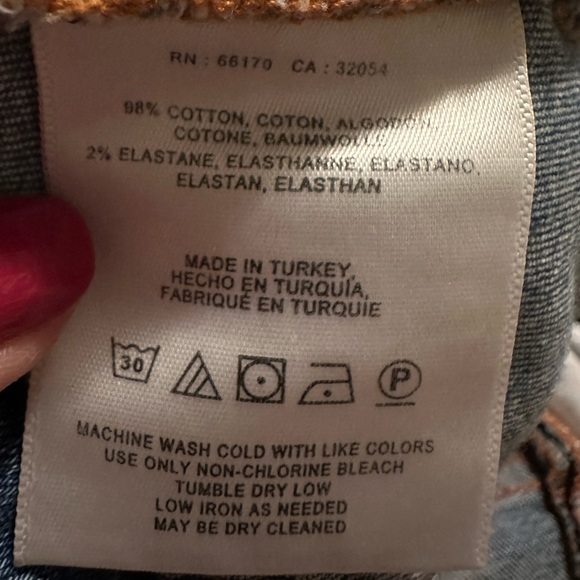 RN : 66170 CA : 32054
98% COTTON, COTON, ALGODÓN,
COTONE, BAUMWOLLE
2% ELASTANE, ELASTHANNE, ELASTANO,
ELASTAN, ELASTHAN
MADE IN TURKEY,
HECHO EN TURQUÍA,
FABRIQUÉ EN TURQUIE
30 P
MACHINE WASH COLD WITH LIKE COLORS
USE ONLY NON-CHLORINE BLEACH
TUMBLE DRY LOW
LOW IRON AS NEEDED
MAY BE DRY CLEANED